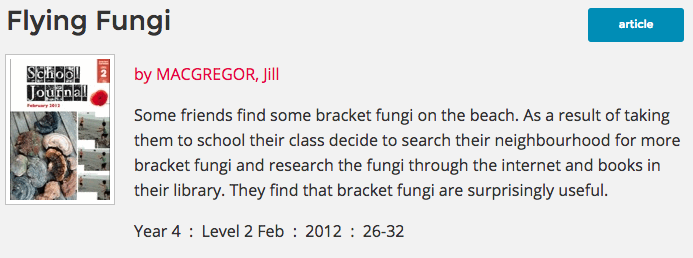 Flying Fungi
article
School
Journal
LEVEL
2
February 2012
by MACGREGOR, Jill
Some friends find some bracket fungi on the beach. As a result of taking
them to school their class decide to search their neighbourhood for more
bracket fungi and research the fungi through the internet and books in
their library. They find that bracket fungi are surprisingly useful.
Year 4 : Level 2 Feb : 2012 : 26-32